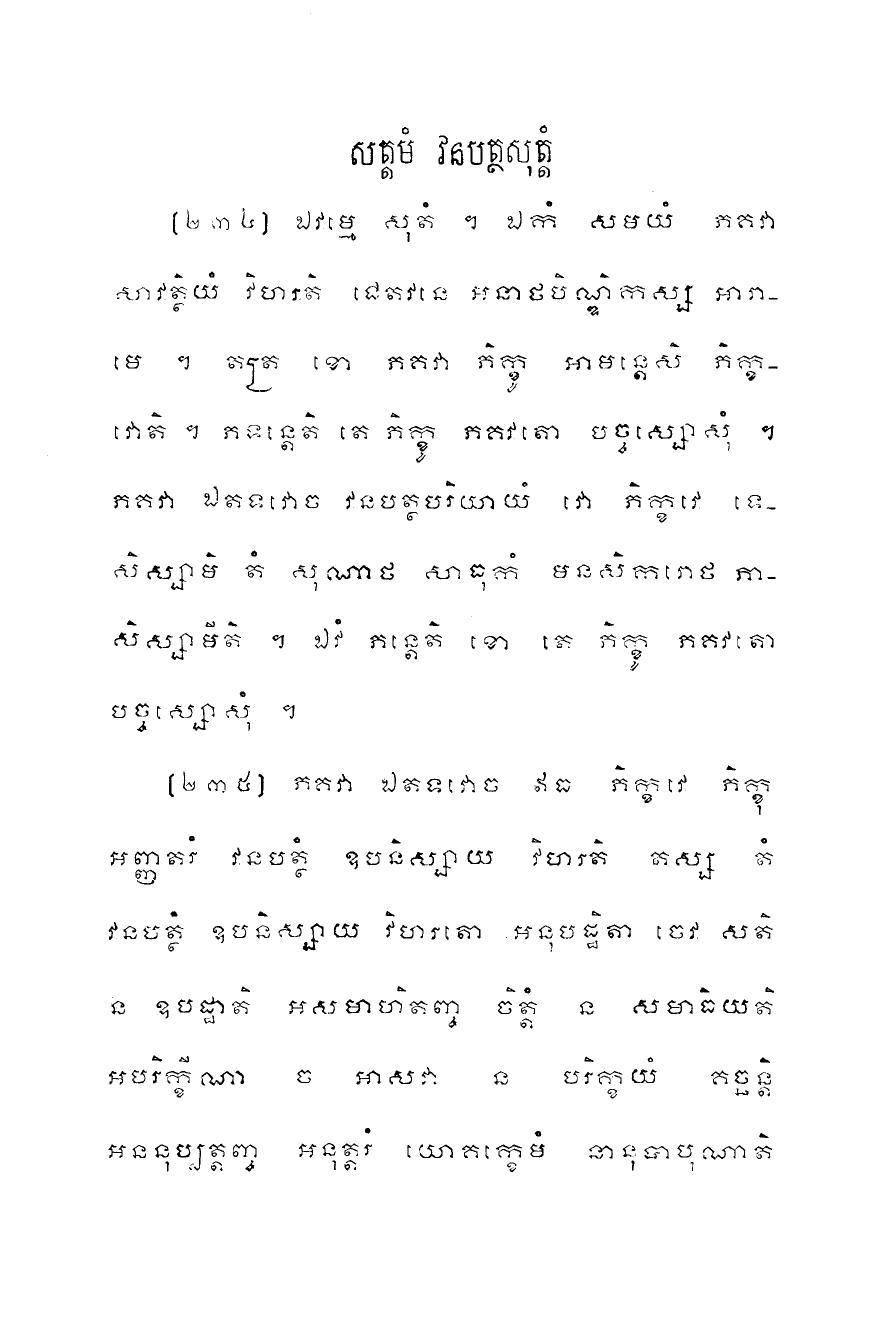 សត្តមំ វនបត្ថសុត្តំ
[២៣៤] ឯវម្មេ សុតំ ។ ឯកំ សមយំ ភគវា
សាវត្ថិយំ វិហរតិ ជេតវនេ អនាថបិណ្ឌិកស្ស អារា-
មេ ។ តត្រ ខោ ភគវា ភិក្ខូ អាមន្តេសិ ភិក្ខ-
វោតិ ។ ភទន្តេតិ តេ ភិក្ខូ ភគវតោ បច្ចស្សោសុំ ។
ភគវា ឯតទវោច វនបត្ថបរិយាយំ វោ ភិក្ខវេ ទេ-
សិស្សាមិ តំ សុណាថ សាធុកំ មនសិករោថ ភា-
សិស្សាមីតិ ។ ឯវំ ភន្តេតិ ខោ តេ ភិក្ខូ ភគវតោ
បច្ចស្សោសុំ ។
[២៣៥] ភគវា ឯតទវោច ឥធ ភិក្ខវេ ភិក្ខុ
អញ្ញតរំ វនបត្ថំ ឧបនិស្សាយ វិហរតិ តស្ស តំ
វនបត្ថំ ឧបនិស្សាយ វិហរតោ អនុបដ្ឋិតា ចេវ សតិ
ន ឧបដ្ឋាតិ អសមាហិតញ្ច ចិត្តំ ន សមាធិយតិ
អបរិក្ខីណា ច អាសវា ន បរិក្ខយំ គច្ឆន្តិ
អននុប្បត្តញ្ច អនុត្តរំ យោគក្ខេមំ នានុបាបុណាតិ